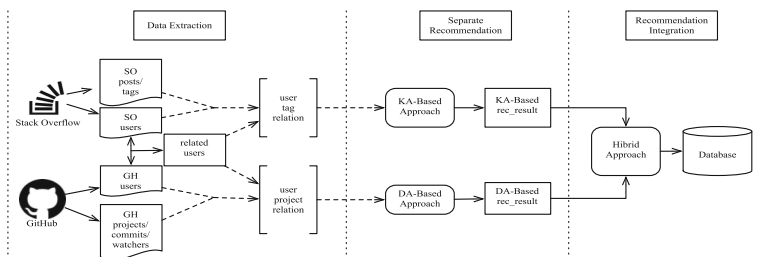 Data Extraction
Separate
Recommendation
Recommendation
Integration
SO
posts/
tags
Stack Overflow
SO
users
related
users
GH
users
GitHub
GH
projects/
commits/
watchers
user
tag
relation
user
project
relation
KA-Based
Approach
KA-Based
rec_result
DA-Based
Approach
DA-Based
rec_result
Hibrid
Approach
Database